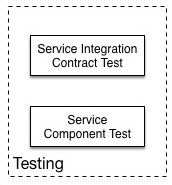 Service Integration
Contract Test
Service
Component Test
Testing